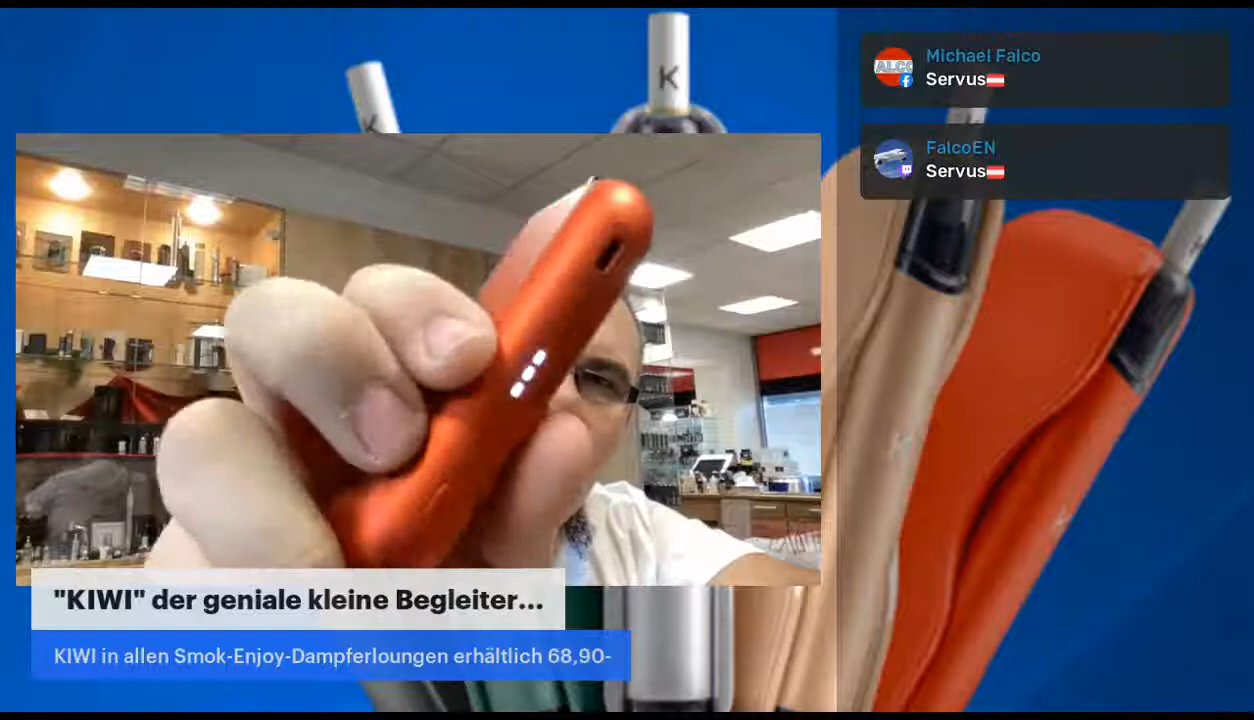 K
K
Michael Falco
Servus🇦🇹
FalcoEN
Servus🇦🇹
"KIWI" der geniale kleine Begleiter...
KIWI in allen Smok-Enjoy-Dampferloungen erhältlich 68,90-